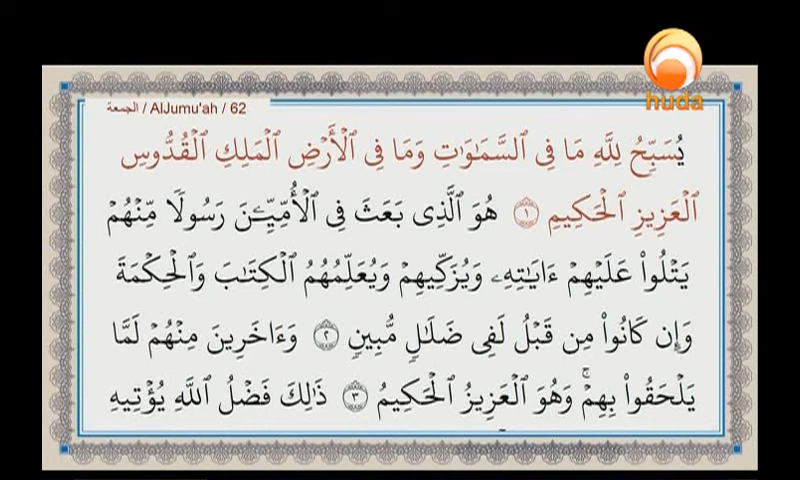 huda
الجمعة / AlJumu'ah / 62
يُسَبِّحُ لِلَّهِ مَا فِى ٱلسَّمَٰوَٰتِ وَمَا فِى ٱلْأَرْضِ ٱلْمَلِكِ ٱلْقُدُّوسِ
ٱلْعَزِيزِ ٱلْحَكِيمِ ١ هُوَ ٱلَّذِى بَعَثَ فِى ٱلْأُمِّيِّـۧنَ رَسُولًا مِّنْهُمْ
يَتْلُوا۟ عَلَيْهِمْ ءَايَٰتِهِۦ وَيُزَكِّيهِمْ وَيُعَلِّمُهُمُ ٱلْكِتَٰبَ وَٱلْحِكْمَةَ
وَإِن كَانُوا۟ مِن قَبْلُ لَفِى ضَلَٰلٍ مُّبِينٍ ٢ وَءَاخَرِينَ مِنْهُمْ لَمَّا
يَلْحَقُوا۟ بِهِمْ ۚ وَهُوَ ٱلْعَزِيزُ ٱلْحَكِيمُ ٣ ذَٰلِكَ فَضْلُ ٱللَّهِ يُؤْتِيهِ